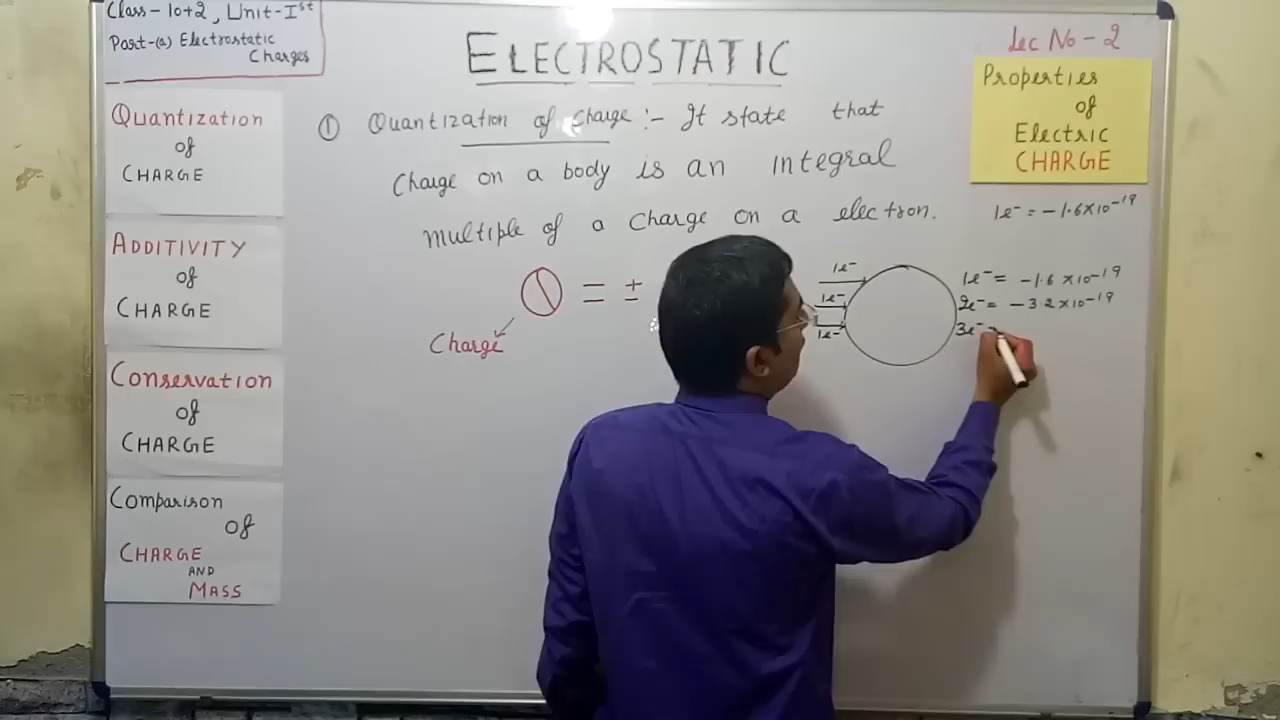 Class - 10+2, Unit-Ist
Part-(a) Electrostatic
Charges
ELECTROSTATIC
Lec No - 2
Properties
of
Electric
CHARGE
Quantization
of
CHARGE
ADDITIVITY
of
CHARGE
Conservation
of
CHARGE
Comparison
of
CHARGE
AND
MASS
① Quantization of Charge :- It state that
Charge on a body is an integral
multiple of a charge on a electron.
1e⁻ = -1.6×10⁻¹⁹
= ±
Charge
1e⁻
1e⁻
1e⁻
1e⁻ = -1.6 ×10⁻¹⁹
2e⁻ = -3.2×10⁻¹⁹
3e⁻ =